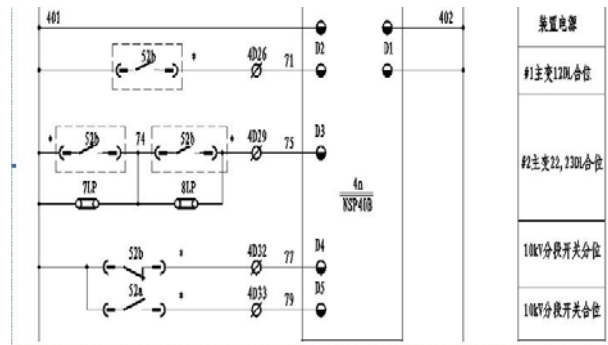 401
402
装置电源
52b
*
4D26
71
D2
D1
#1主变12DL合位
*
52b
74
52b
*
4D29
75
D3
#2主变22,23DL合位
7LP
8LP
4n
NSP40B
52b
*
4D32
77
D4
10kV分段开关分位
52a
*
4D33
79
D5
10kV分段开关合位